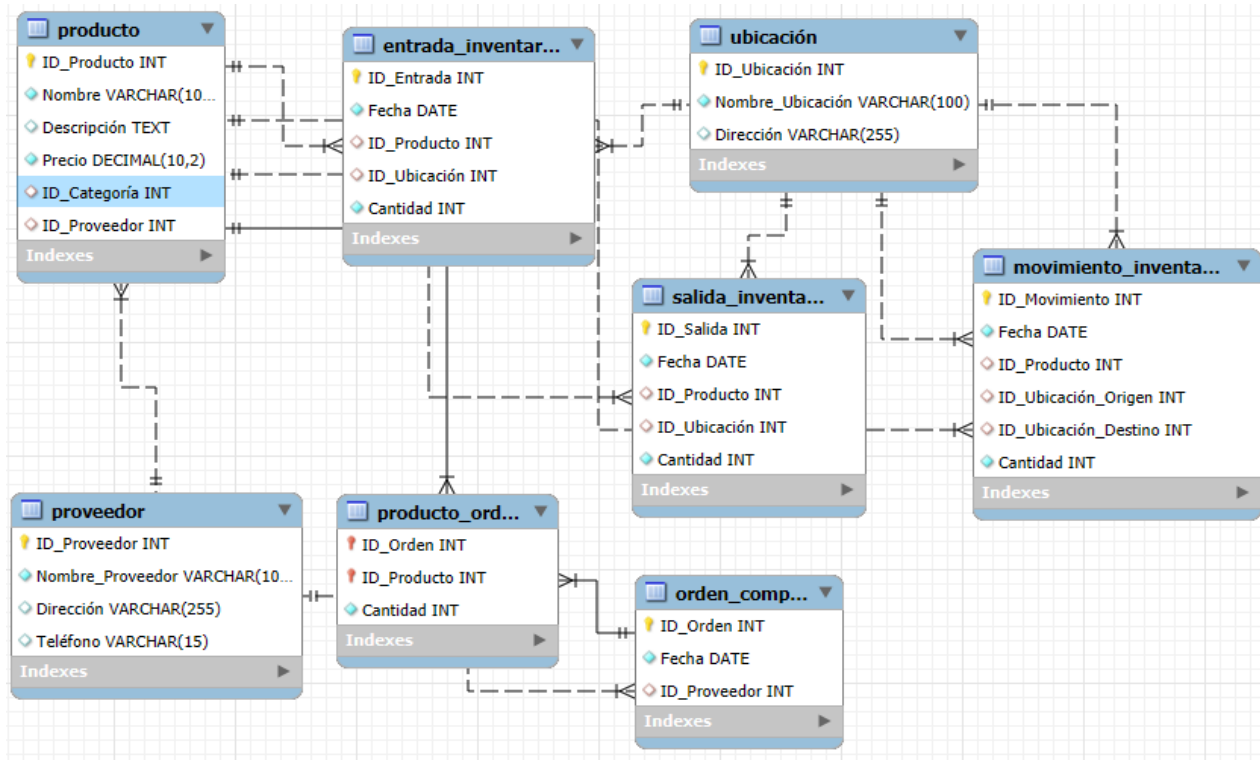 producto
ID_Producto INT
Nombre VARCHAR(10...
Descripción TEXT
Precio DECIMAL(10,2)
ID_Categoría INT
ID_Proveedor INT
Indexes
entrada_inventar...
ID_Entrada INT
Fecha DATE
ID_Producto INT
ID_Ubicación INT
Cantidad INT
Indexes
ubicación
ID_Ubicación INT
Nombre_Ubicación VARCHAR(100)
Dirección VARCHAR(255)
Indexes
salida_inventa...
ID_Salida INT
Fecha DATE
ID_Producto INT
ID_Ubicación INT
Cantidad INT
Indexes
movimiento_inventa...
ID_Movimiento INT
Fecha DATE
ID_Producto INT
ID_Ubicación_Origen INT
ID_Ubicación_Destino INT
Cantidad INT
Indexes
proveedor
ID_Proveedor INT
Nombre_Proveedor VARCHAR(10...
Dirección VARCHAR(255)
Teléfono VARCHAR(15)
Indexes
producto_ord...
ID_Orden INT
ID_Producto INT
Cantidad INT
Indexes
orden_comp...
ID_Orden INT
Fecha DATE
ID_Proveedor INT
Indexes